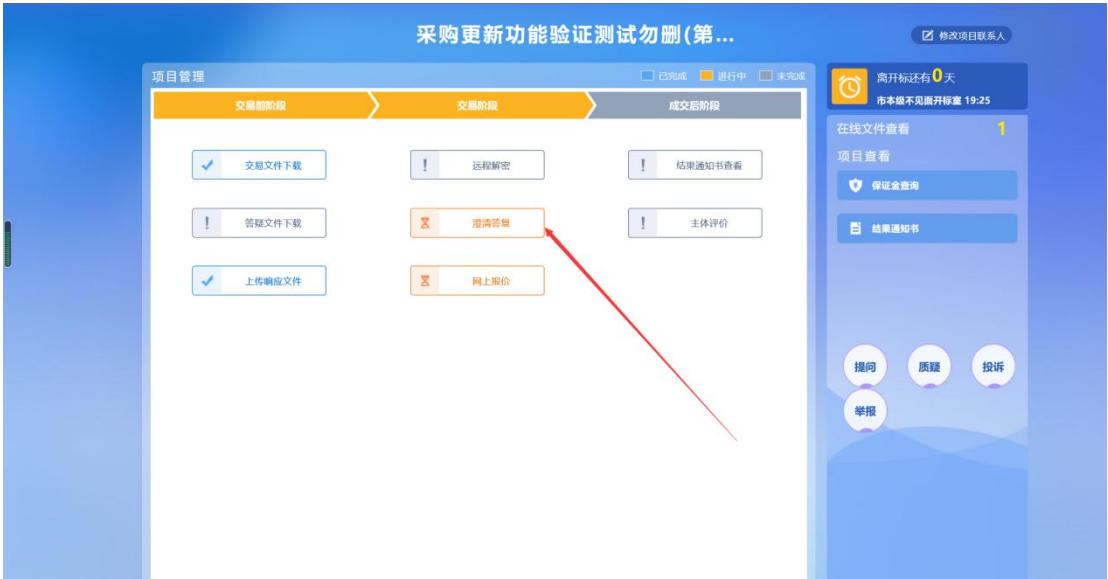 采购更新功能验证测试勿删(第...
修改项目联系人
项目管理
已完成 进行中 未完成
交易前阶段 交易阶段 成交后阶段
交易文件下载 远程解密 结果通知书查看
答疑文件下载 澄清答复 主体评价
上传响应文件 网上报价
离开标还有0天
市本级不见面开标室 19:25
在线文件查看 1
项目查看
保证金查询
结果通知书
提问 质疑 投诉
举报